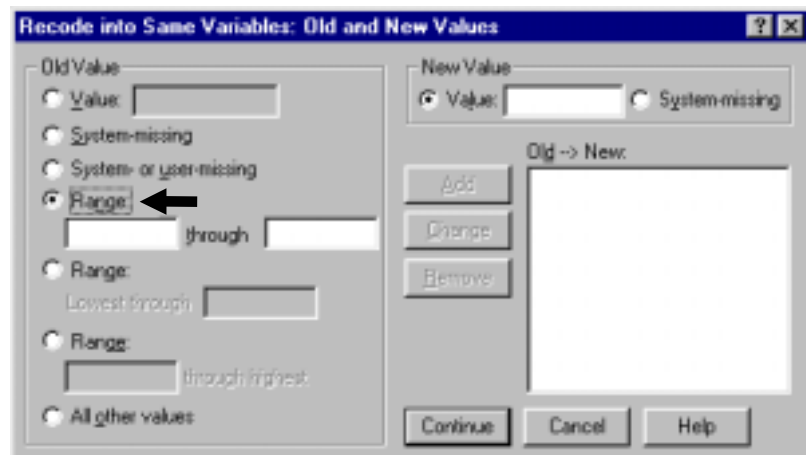 Recode into Same Variables: Old and New Values
Old Value
Value:
System-missing
System- or user-missing
Range:
through
Range:
Lowest through
Range:
through highest
All other values
New Value
Value:
System-missing
Old --> New:
Add
Change
Remove
Continue
Cancel
Help